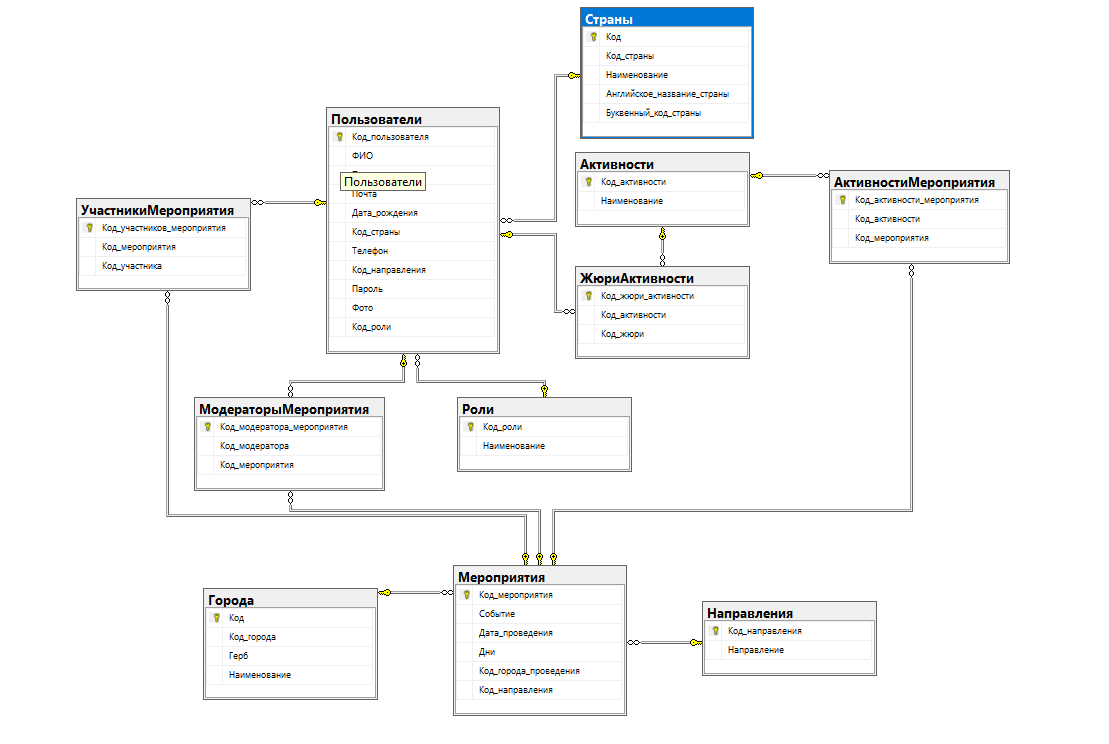 Страны
Код
Код_страны
Наименование
Английское_название_страны
Буквенный_код_страны
Пользователи
Код_пользователя
ФИО
Пользователи
Почта
Дата_рождения
Код_страны
Телефон
Код_направления
Пароль
Фото
Код_роли
Активности
Код_активности
Наименование
АктивностиМероприятия
Код_активности_мероприятия
Код_активности
Код_мероприятия
УчастникиМероприятия
Код_участников_мероприятия
Код_мероприятия
Код_участника
ЖюриАктивности
Код_жюри_активности
Код_активности
Код_жюри
МодераторыМероприятия
Код_модератора_мероприятия
Код_модератора
Код_мероприятия
Роли
Код_роли
Наименование
Мероприятия
Код_мероприятия
Событие
Дата_проведения
Дни
Код_города_проведения
Код_направления
Города
Код
Код_города
Герб
Наименование
Направления
Код_направления
Направление